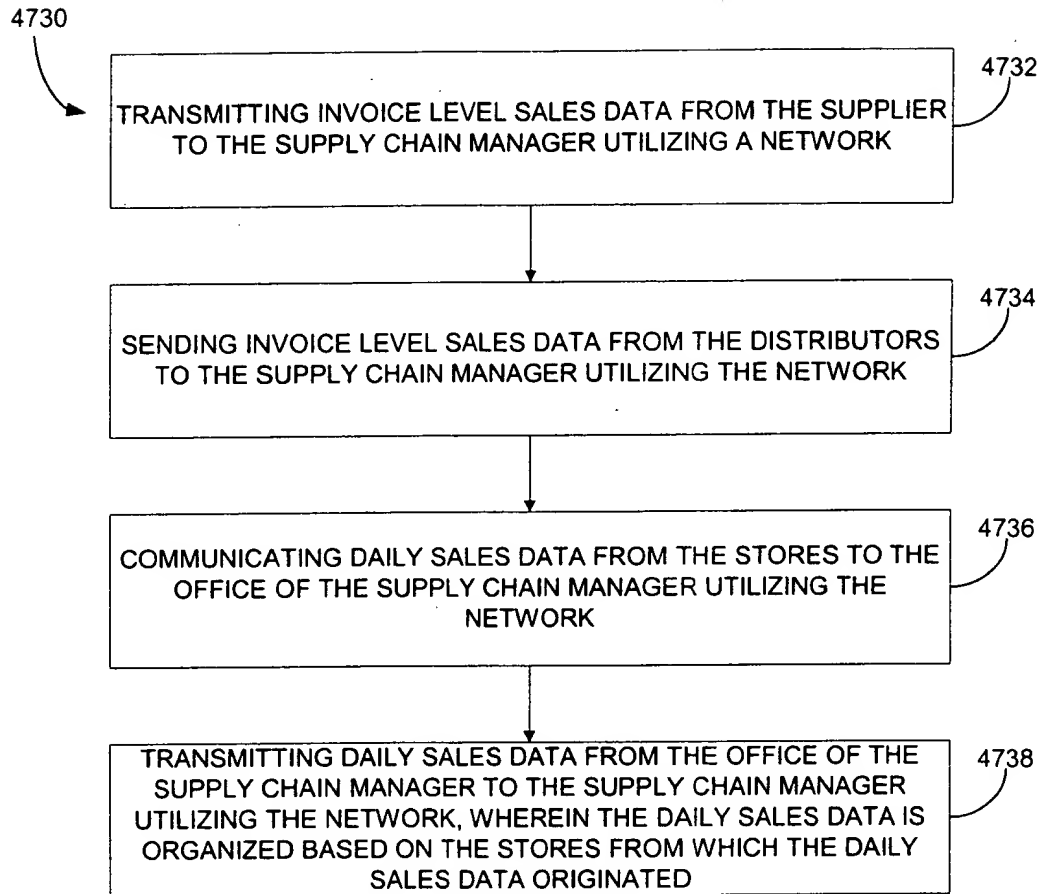 4730
4732
TRANSMITTING INVOICE LEVEL SALES DATA FROM THE SUPPLIER
TO THE SUPPLY CHAIN MANAGER UTILIZING A NETWORK
4734
SENDING INVOICE LEVEL SALES DATA FROM THE DISTRIBUTORS
TO THE SUPPLY CHAIN MANAGER UTILIZING THE NETWORK
4736
COMMUNICATING DAILY SALES DATA FROM THE STORES TO THE
OFFICE OF THE SUPPLY CHAIN MANAGER UTILIZING THE
NETWORK
4738
TRANSMITTING DAILY SALES DATA FROM THE OFFICE OF THE
SUPPLY CHAIN MANAGER TO THE SUPPLY CHAIN MANAGER
UTILIZING THE NETWORK, WHEREIN THE DAILY SALES DATA IS
ORGANIZED BASED ON THE STORES FROM WHICH THE DAILY
SALES DATA ORIGINATED